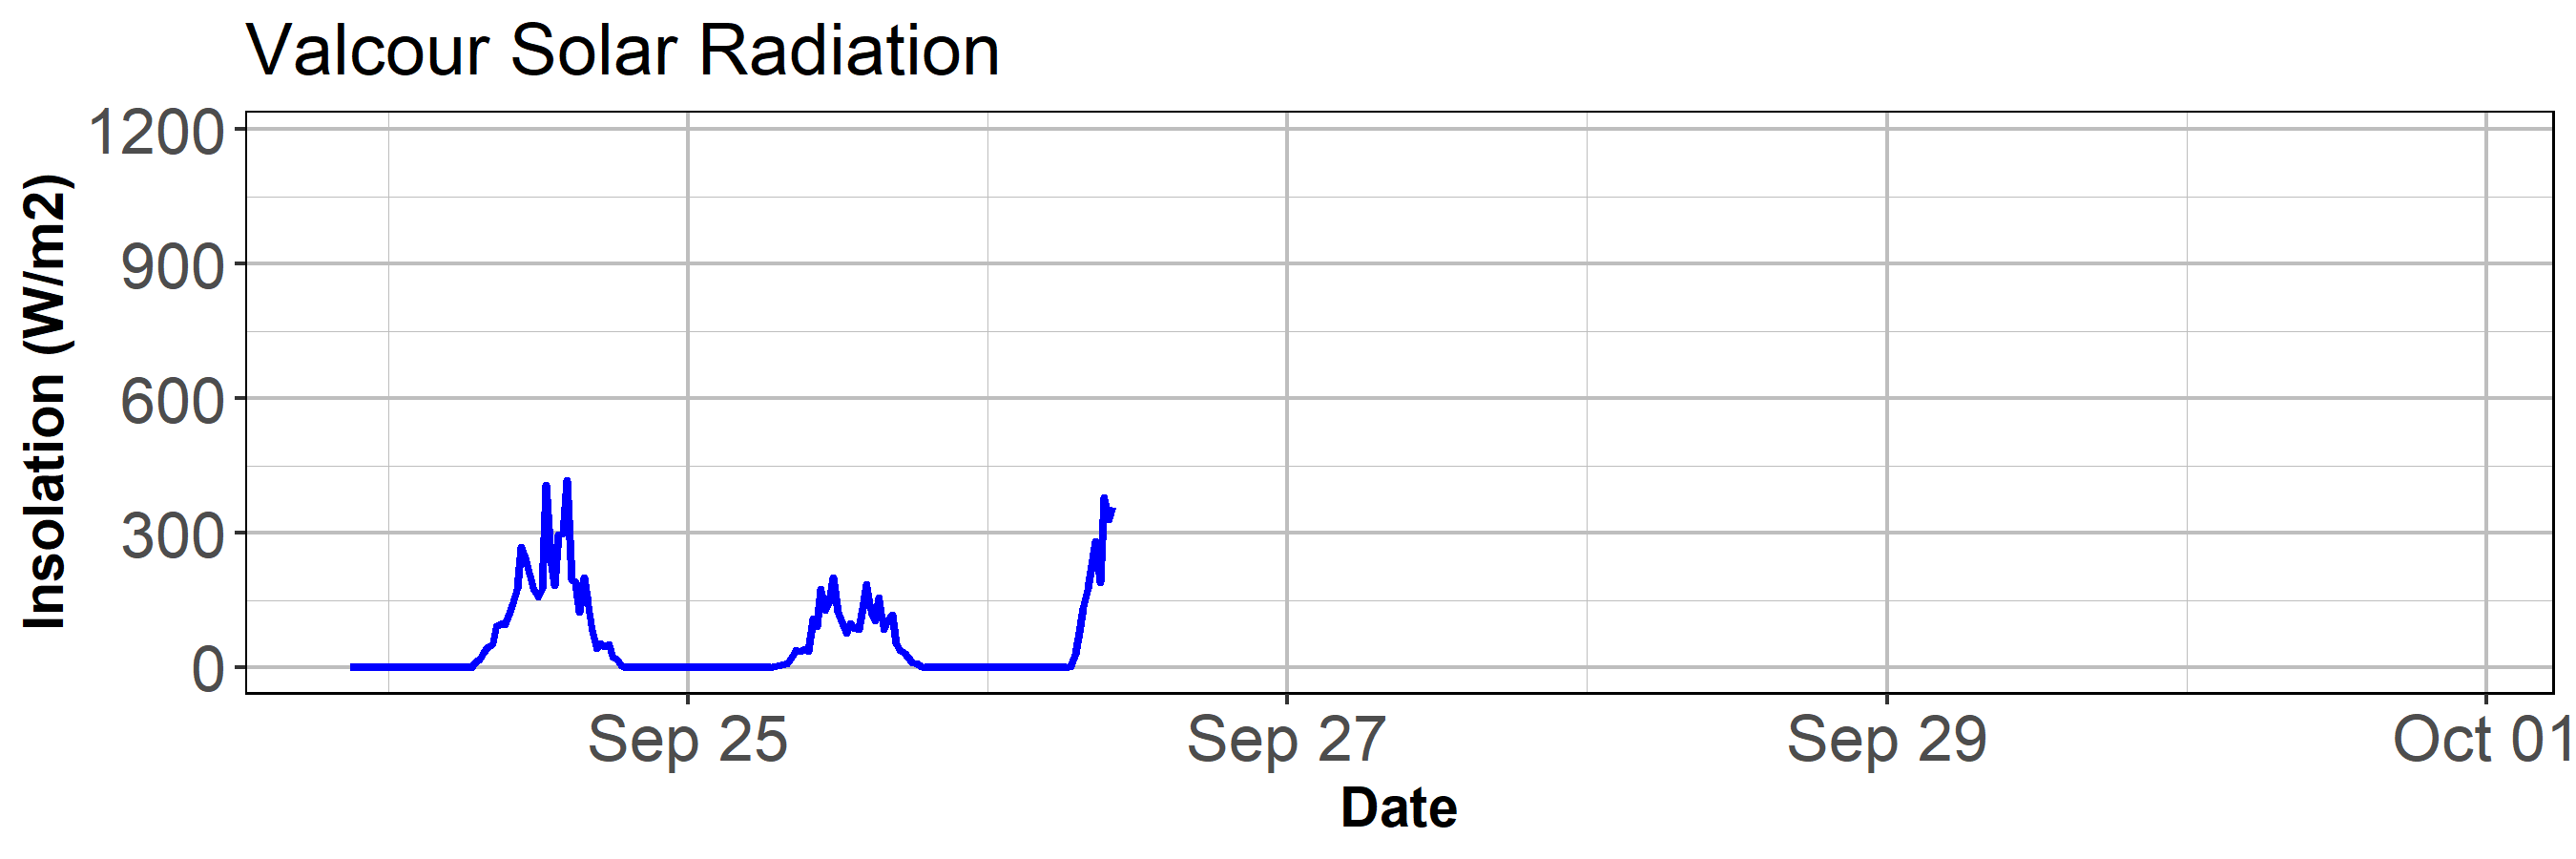 Valcour Solar Radiation
1200
900
600
300
0
Insolation (W/m2)
Sep 25
Sep 27
Sep 29
Oct 01
Date